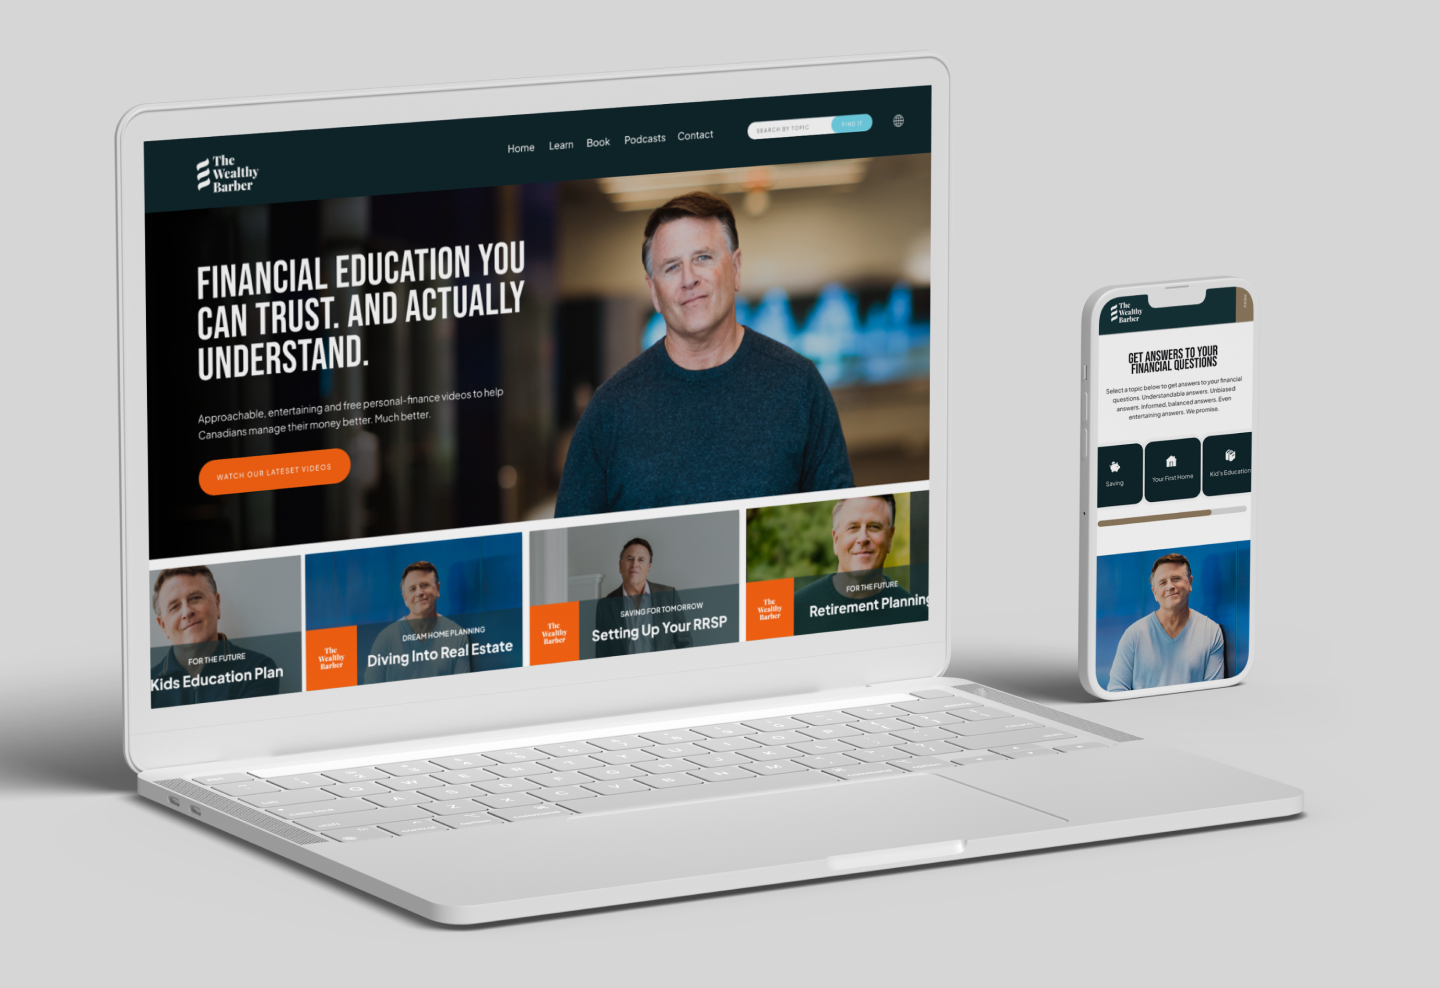 The
Wealthy
Barber
Home Learn Book Podcasts Contact
SEARCH BY TOPIC
FIND IT
FINANCIAL EDUCATION YOU
CAN TRUST. AND ACTUALLY
UNDERSTAND.
Approachable, entertaining and free personal-finance videos to help
Canadians manage their money better. Much better.
WATCH OUR LATESET VIDEOS
FOR THE FUTURE
Kids Education Plan
The
Wealthy
Barber
DREAM HOME PLANNING
Diving Into Real Estate
The
Wealthy
Barber
SAVING FOR TOMORROW
Setting Up Your RRSP
The
Wealthy
Barber
FOR THE FUTURE
Retirement Planning
The
Wealthy
Barber
GET ANSWERS TO YOUR
FINANCIAL QUESTIONS
Select a topic below to get answers to your financial
questions. Understandable answers. Unbiased
answers. Informed, balanced answers. Even
entertaining answers. We promise.
Saving
Your First Home
Kid's Education